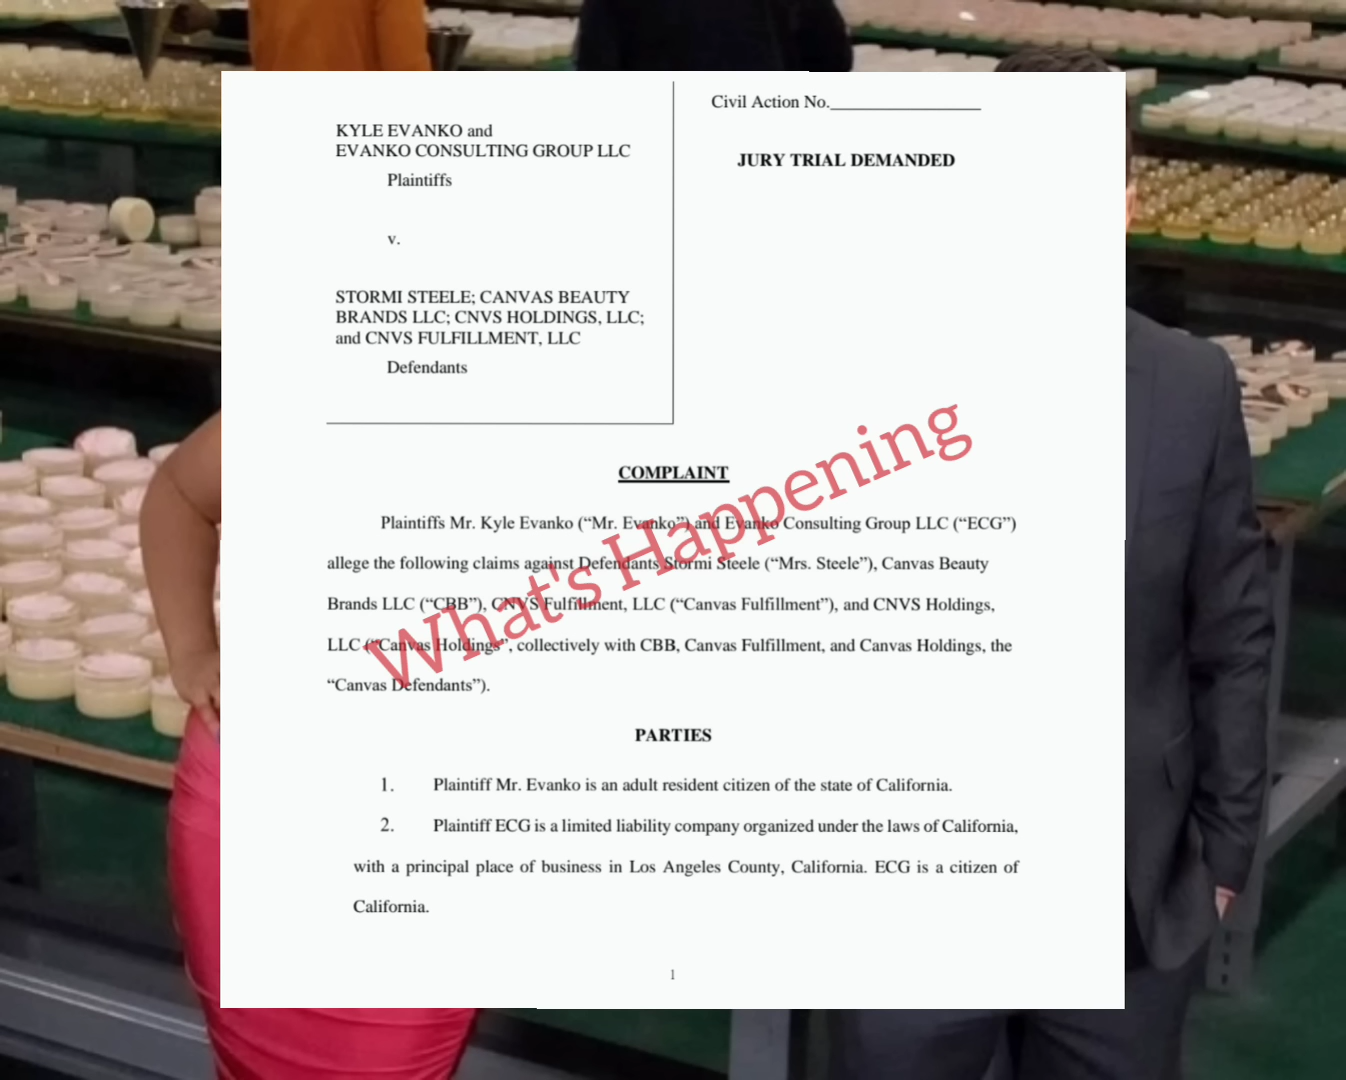 Civil Action No.
KYLE EVANKO and
EVANKO CONSULTING GROUP LLC
Plaintiffs
JURY TRIAL DEMANDED
v.
STORMI STEELE; CANVAS BEAUTY
BRANDS LLC; CNVS HOLDINGS, LLC;
and CNVS FULFILLMENT, LLC
Defendants
COMPLAINT
Plaintiffs Mr. Kyle Evanko (“Mr. Evanko”) and Evanko Consulting Group LLC (“ECG”)
allege the following claims against Defendants Stormi Steele (“Mrs. Steele”), Canvas Beauty
Brands LLC (“CBB”), CNVS Fulfillment, LLC (“Canvas Fulfillment”), and CNVS Holdings,
LLC (“Canvas Holdings”, collectively with CBB, Canvas Fulfillment, and Canvas Holdings, the
“Canvas Defendants”).
What's Happening
PARTIES
1. Plaintiff Mr. Evanko is an adult resident citizen of the state of California.
2. Plaintiff ECG is a limited liability company organized under the laws of California,
with a principal place of business in Los Angeles County, California. ECG is a citizen of
California.
1